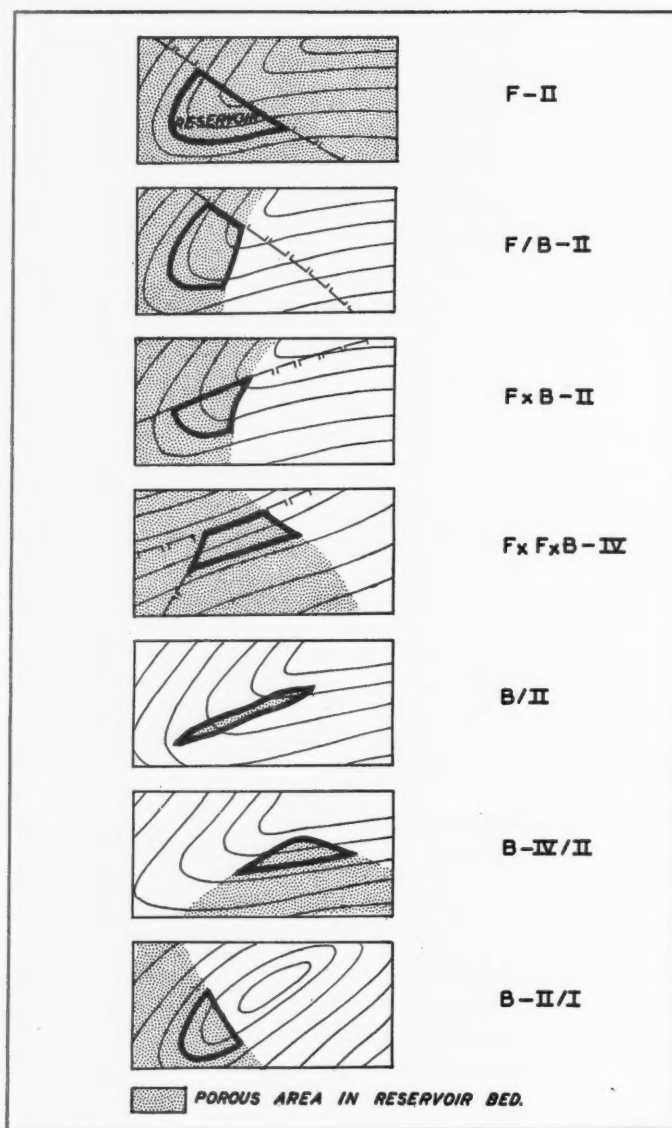 F-II
RESERVOIR
F/B-II
FxB-II
FxFxB-IV
B/II
B-IV/II
B-II/I
POROUS AREA IN RESERVOIR BED.